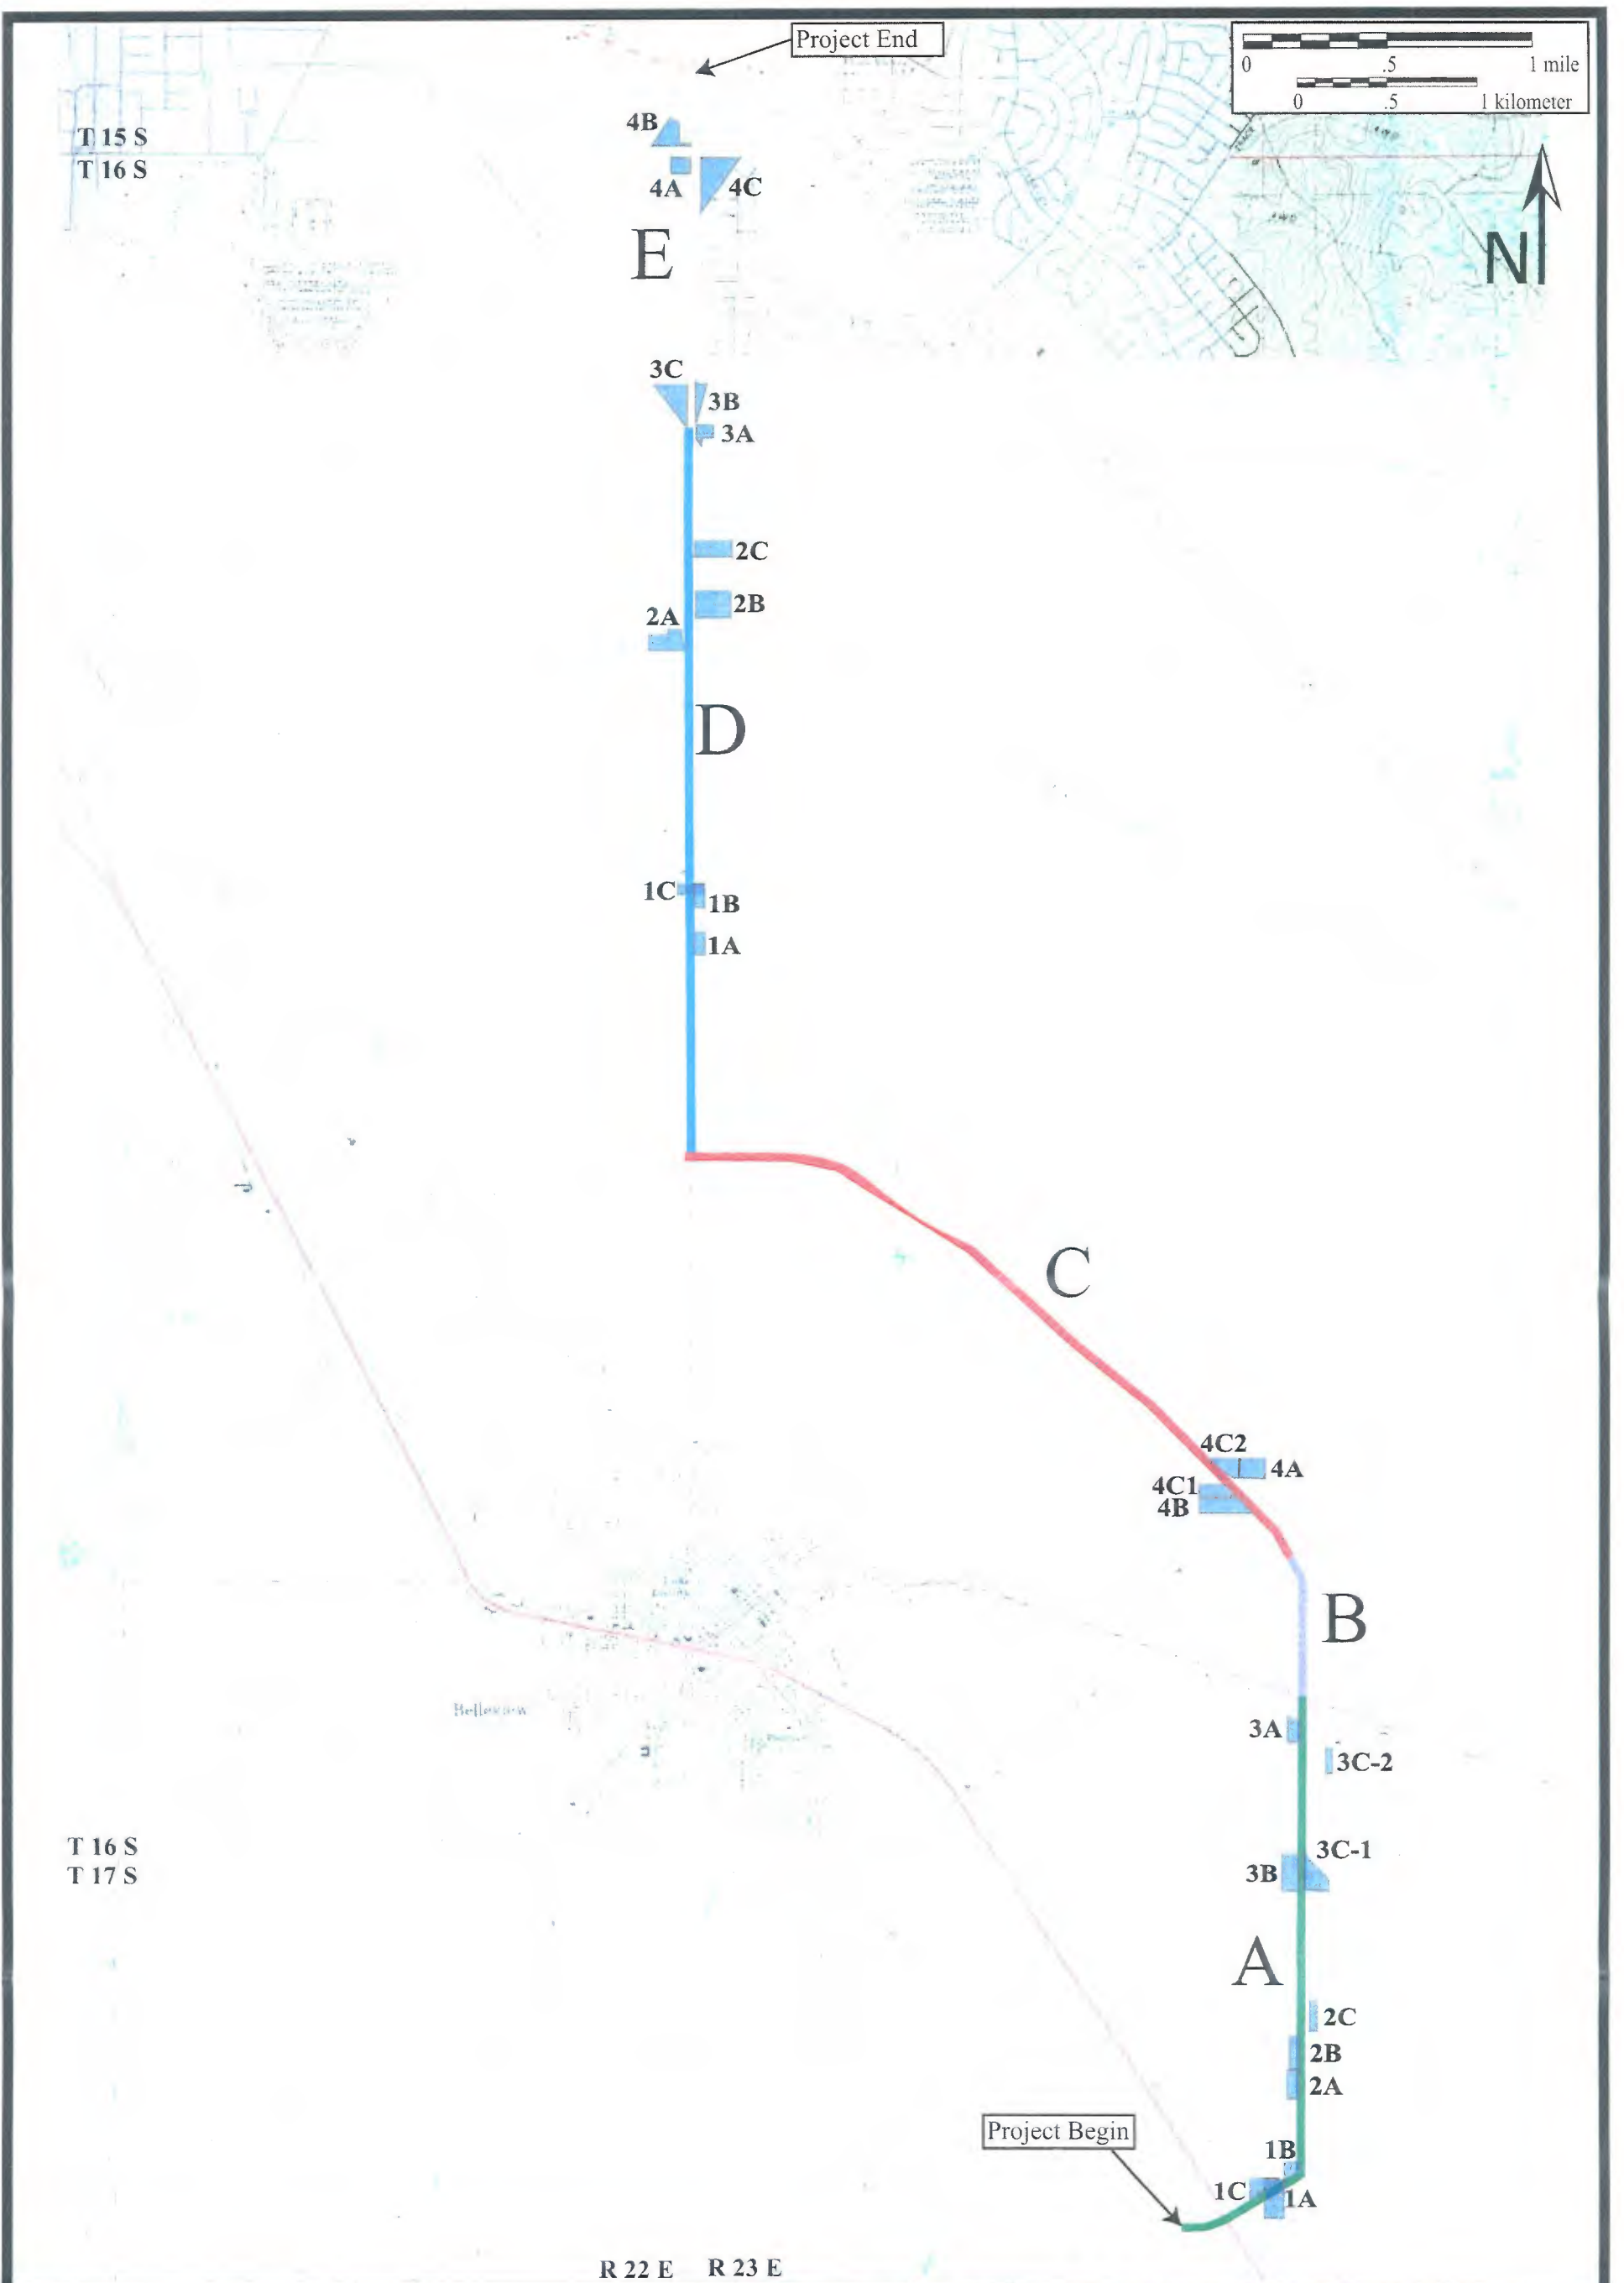 Project End
0 .5 1 mile
0 .5 1 kilometer
T 15 S
T 16 S
4B
4A
4C
E
N
3C
3B
3A
2C
2B
2A
D
1C
1B
1A
C
4C2
4A
4C1
4B
B
Belleview
3A
3C-2
T 16 S
T 17 S
3C-1
3B
A
2C
2B
2A
Project Begin
1B
1C
1A
R 22 E R 23 E